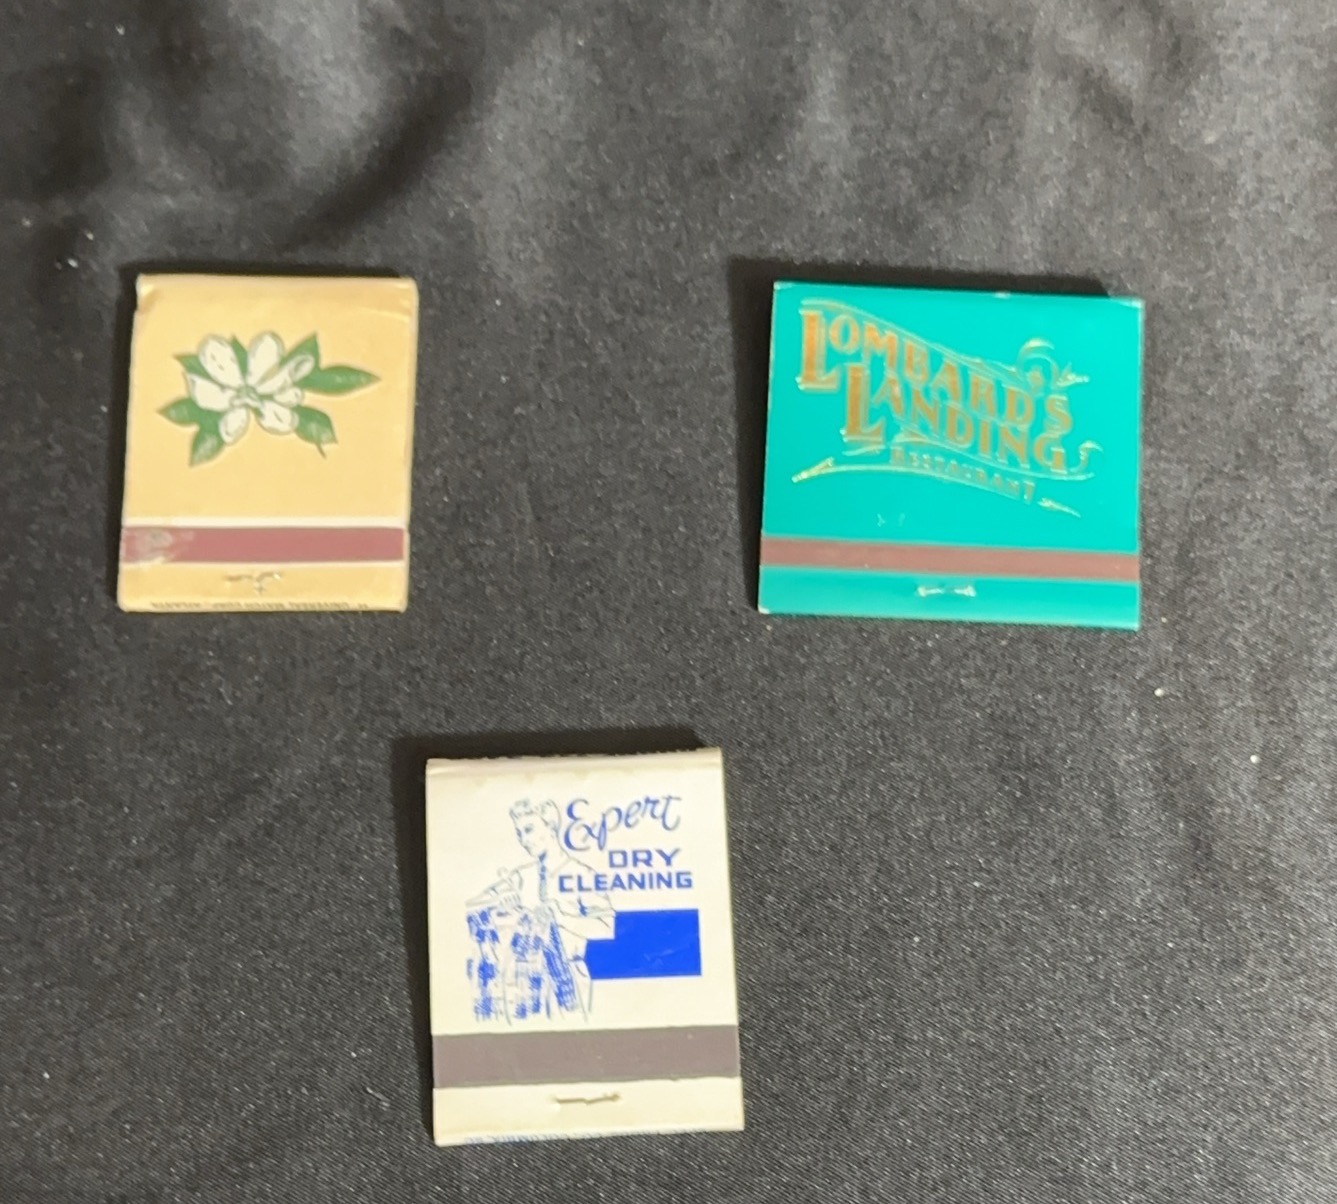 LOMBARD'S
LANDING
RESTAURANT
Expert
DRY
CLEANING